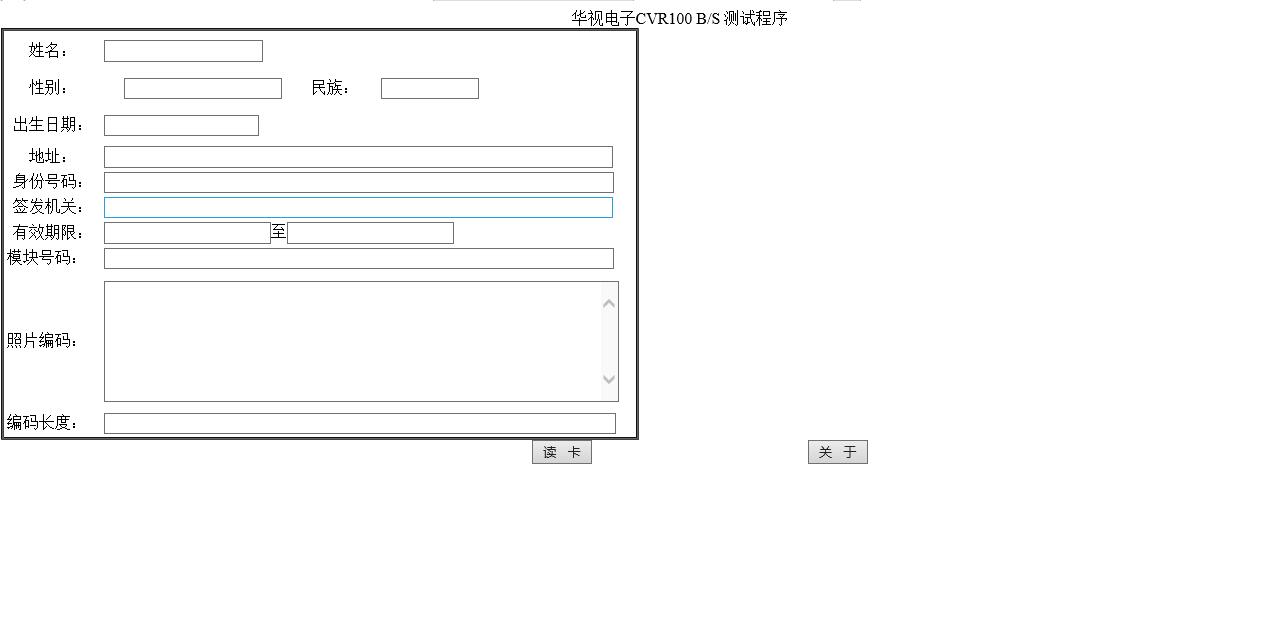 华视电子CVR100 B/S 测试程序
姓名：
性别： 民族：
出生日期：
地址：
身份号码：
签发机关：
有效期限： 至
模块号码：
照片编码：
编码长度：
读 卡 关 于